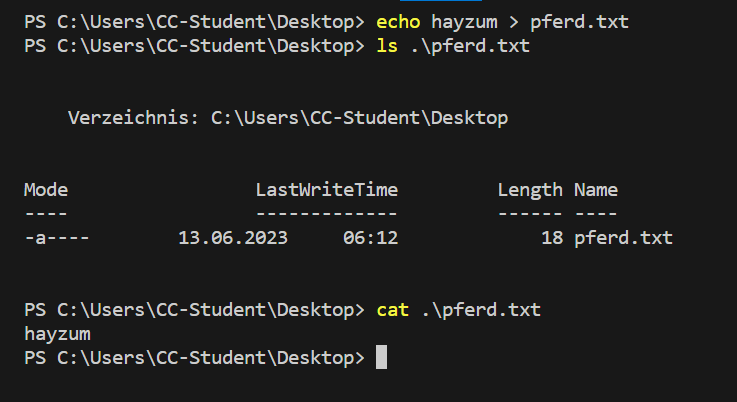 PS C:\Users\CC-Student\Desktop> echo hayzum > pferd.txt
PS C:\Users\CC-Student\Desktop> ls .\pferd.txt
Verzeichnis: C:\Users\CC-Student\Desktop
Mode                 LastWriteTime         Length Name
----                 -------------         ------ ----
-a----        13.06.2023     06:12             18 pferd.txt
PS C:\Users\CC-Student\Desktop> cat .\pferd.txt
hayzum
PS C:\Users\CC-Student\Desktop>